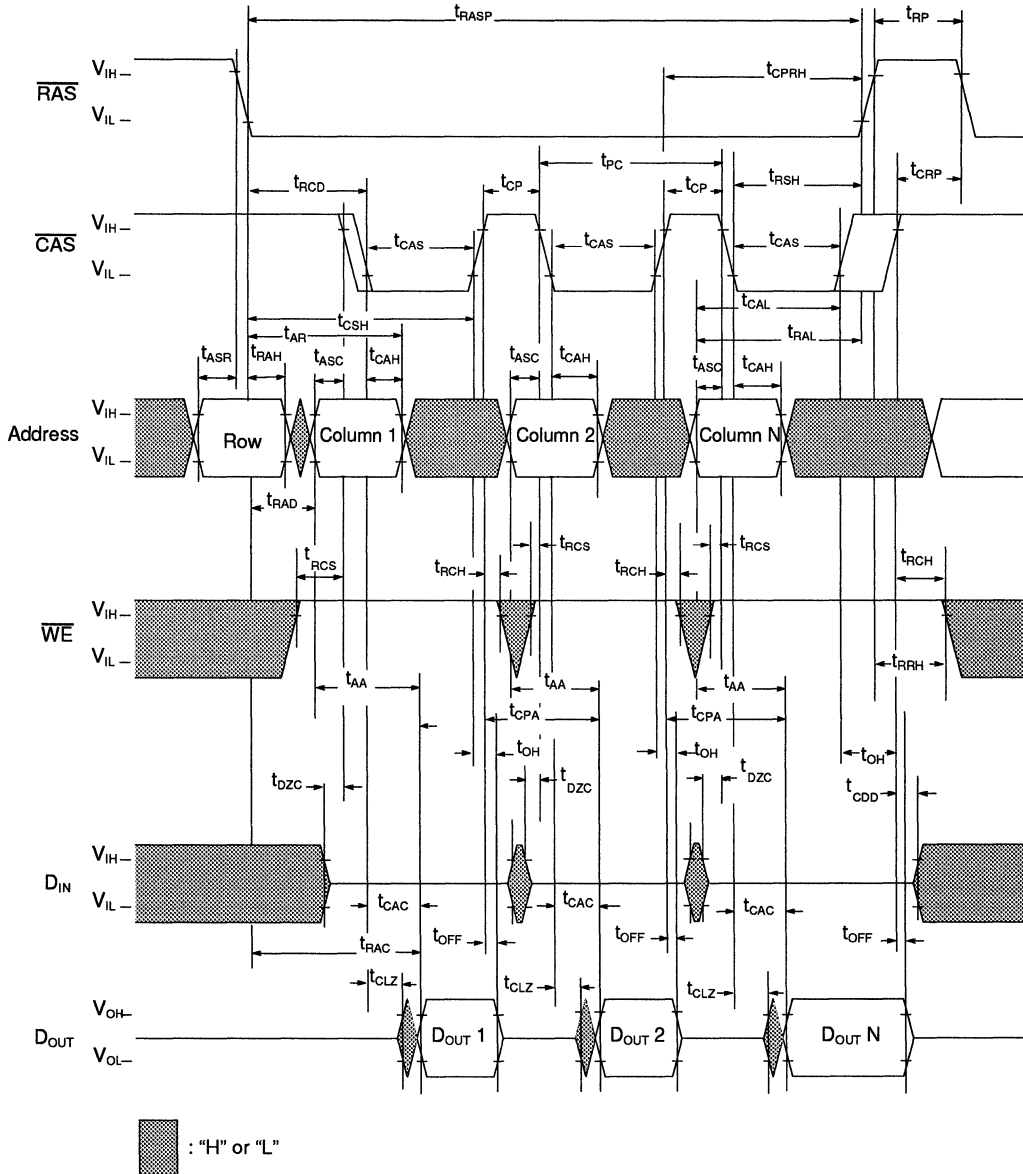 tRASP
tRP
VIH
RAS
VIL
tCPRH
tPC
tRCD
tCP
tCP
tRSH
tCRP
VIH
CAS
VIL
tCAS
tCAS
tCAS
tCSH
tCAL
tAR
tRAL
tASR
tRAH
tASC
tCAH
tASC
tCAH
tASC
tCAH
VIH
Address
VIL
Row
Column 1
Column 2
Column N
tRAD
tRCS
tRCS
tRCS
tRCH
tRCH
tRCH
VIH
WE
VIL
tRRH
tAA
tAA
tAA
tCPA
tCPA
tOH
tOH
tOH
tDZC
tDZC
tDZC
tCDD
VIH
DIN
VIL
tCAC
tCAC
tCAC
tRAC
tOFF
tOFF
tOFF
tCLZ
tCLZ
tCLZ
VOH
DOUT
VOL
DOUT 1
DOUT 2
DOUT N
: “H” or “L”